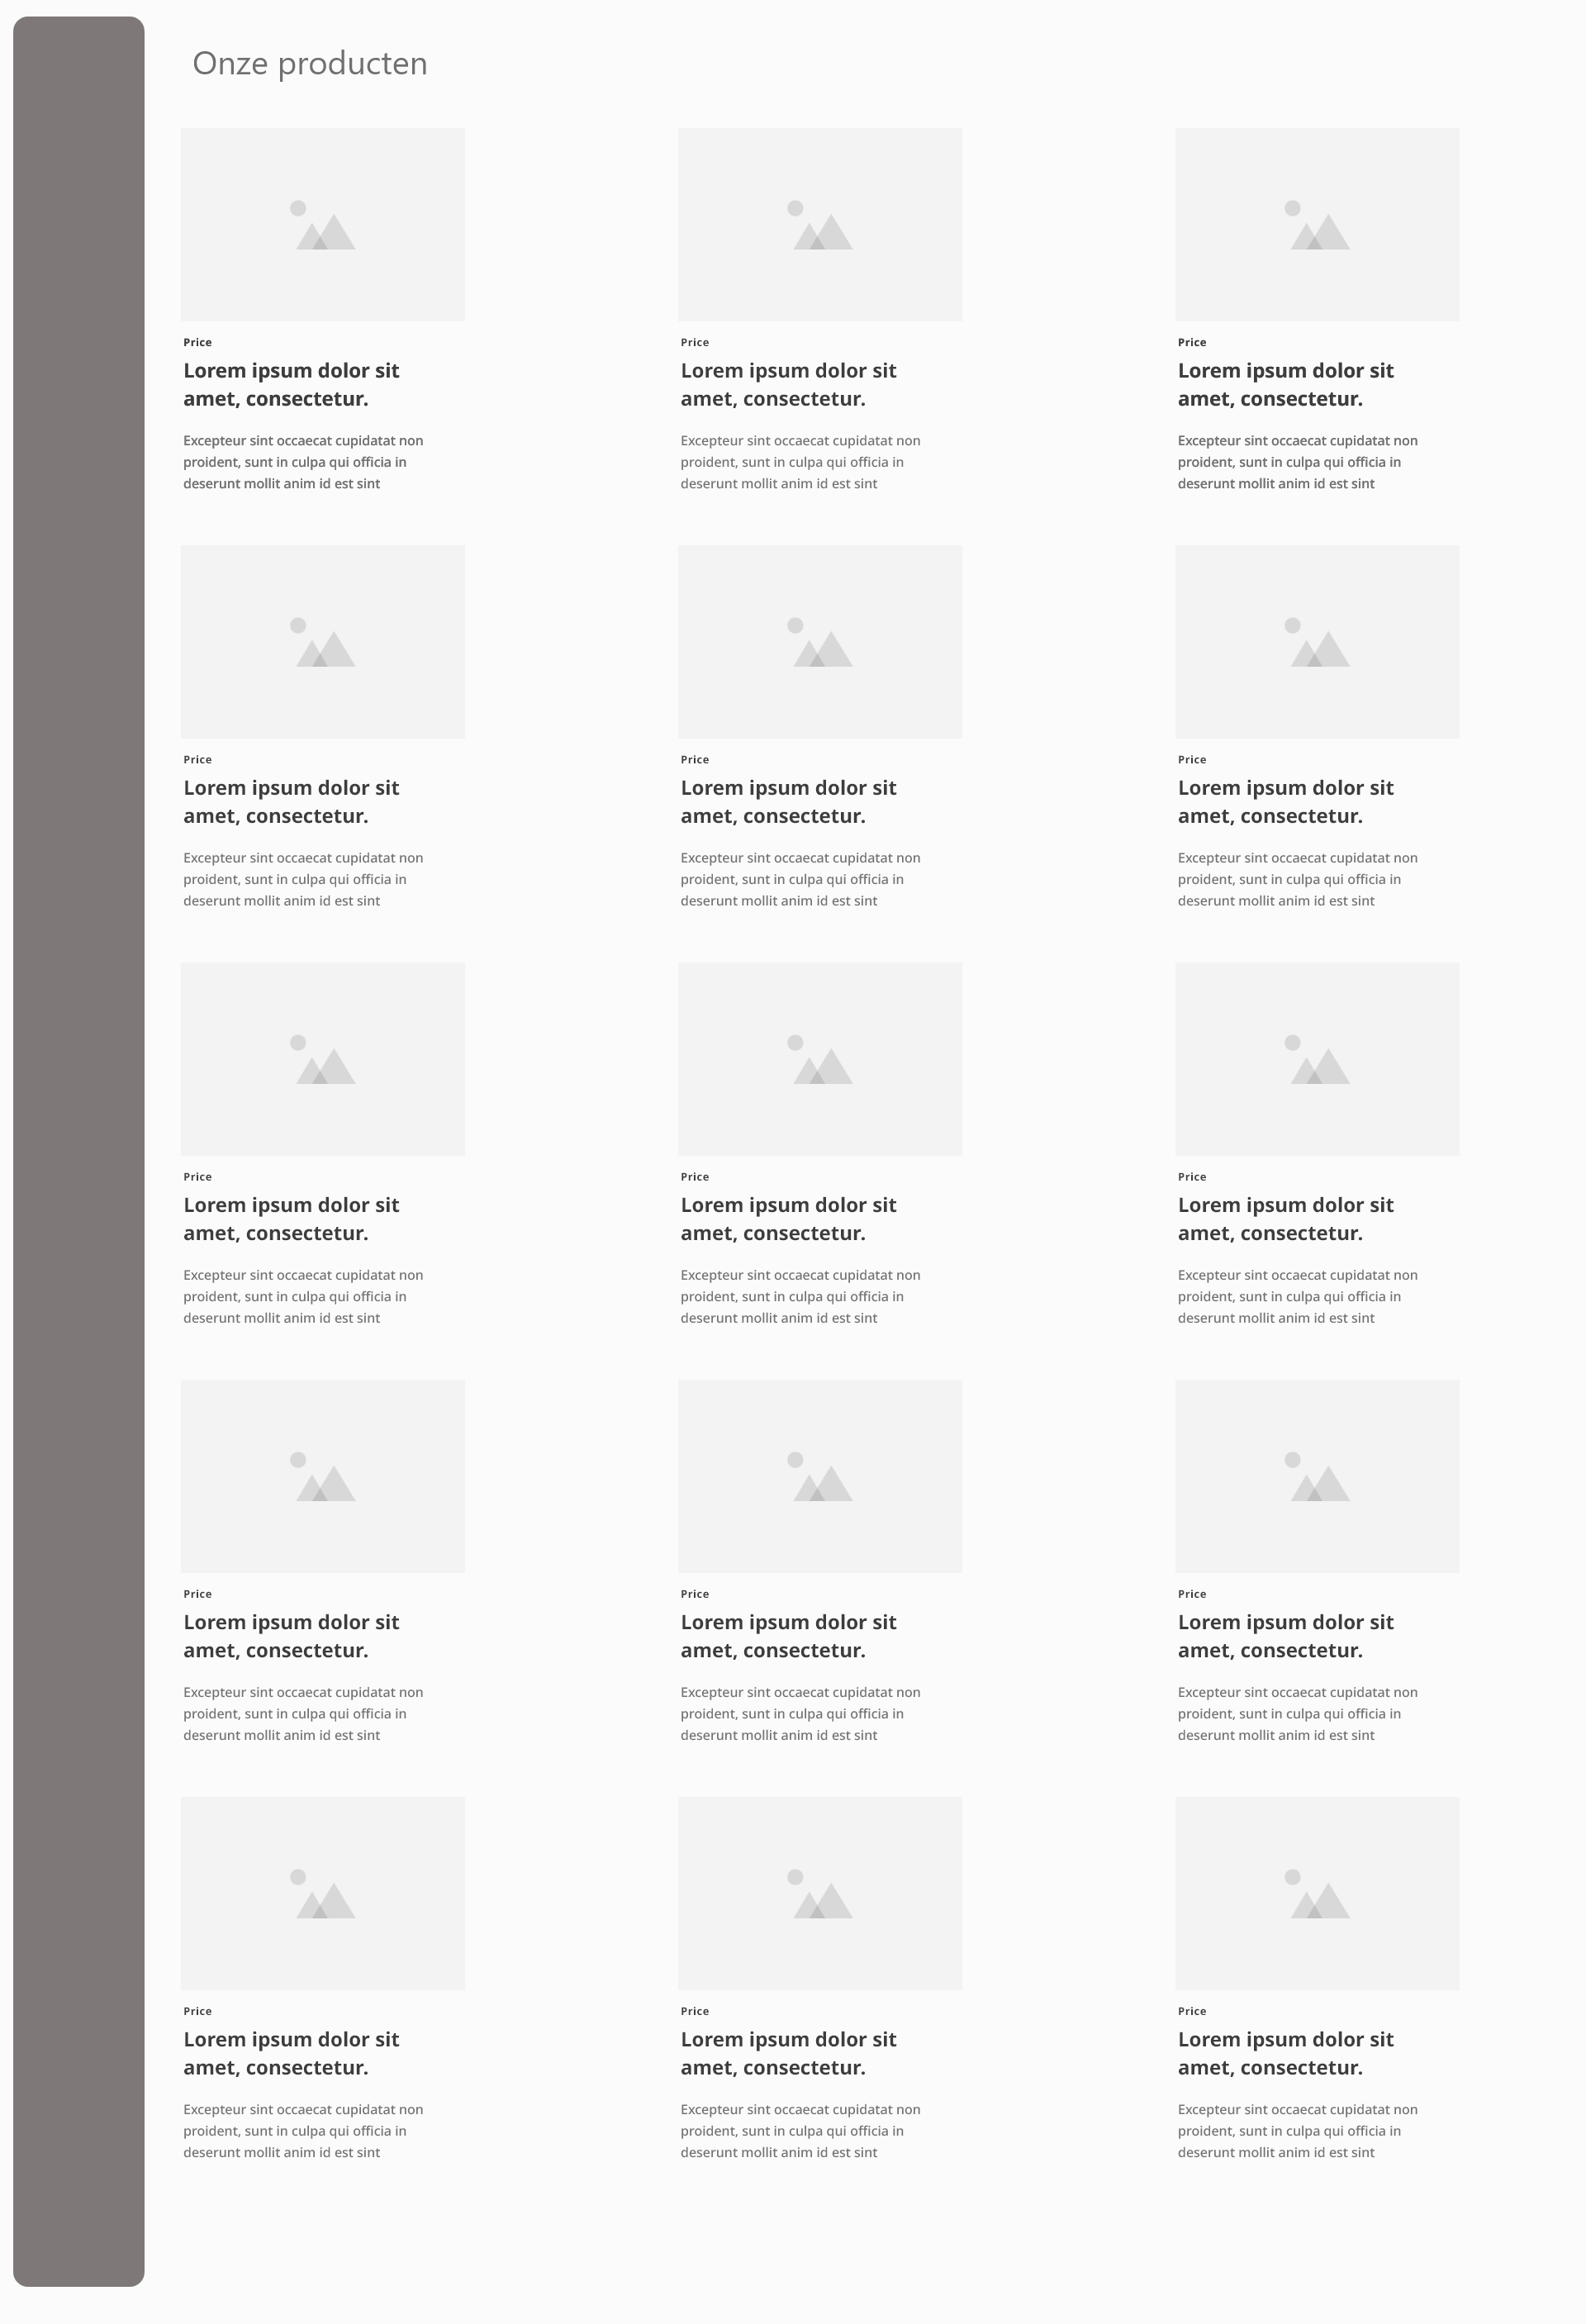 Onze producten
Price
Lorem ipsum dolor sit
amet, consectetur.
Excepteur sint occaecat cupidatat non
proident, sunt in culpa qui officia in
deserunt mollit anim id est sint
Price
Lorem ipsum dolor sit
amet, consectetur.
Excepteur sint occaecat cupidatat non
proident, sunt in culpa qui officia in
deserunt mollit anim id est sint
Price
Lorem ipsum dolor sit
amet, consectetur.
Excepteur sint occaecat cupidatat non
proident, sunt in culpa qui officia in
deserunt mollit anim id est sint
Price
Lorem ipsum dolor sit
amet, consectetur.
Excepteur sint occaecat cupidatat non
proident, sunt in culpa qui officia in
deserunt mollit anim id est sint
Price
Lorem ipsum dolor sit
amet, consectetur.
Excepteur sint occaecat cupidatat non
proident, sunt in culpa qui officia in
deserunt mollit anim id est sint
Price
Lorem ipsum dolor sit
amet, consectetur.
Excepteur sint occaecat cupidatat non
proident, sunt in culpa qui officia in
deserunt mollit anim id est sint
Price
Lorem ipsum dolor sit
amet, consectetur.
Excepteur sint occaecat cupidatat non
proident, sunt in culpa qui officia in
deserunt mollit anim id est sint
Price
Lorem ipsum dolor sit
amet, consectetur.
Excepteur sint occaecat cupidatat non
proident, sunt in culpa qui officia in
deserunt mollit anim id est sint
Price
Lorem ipsum dolor sit
amet, consectetur.
Excepteur sint occaecat cupidatat non
proident, sunt in culpa qui officia in
deserunt mollit anim id est sint
Price
Lorem ipsum dolor sit
amet, consectetur.
Excepteur sint occaecat cupidatat non
proident, sunt in culpa qui officia in
deserunt mollit anim id est sint
Price
Lorem ipsum dolor sit
amet, consectetur.
Excepteur sint occaecat cupidatat non
proident, sunt in culpa qui officia in
deserunt mollit anim id est sint
Price
Lorem ipsum dolor sit
amet, consectetur.
Excepteur sint occaecat cupidatat non
proident, sunt in culpa qui officia in
deserunt mollit anim id est sint
Price
Lorem ipsum dolor sit
amet, consectetur.
Excepteur sint occaecat cupidatat non
proident, sunt in culpa qui officia in
deserunt mollit anim id est sint
Price
Lorem ipsum dolor sit
amet, consectetur.
Excepteur sint occaecat cupidatat non
proident, sunt in culpa qui officia in
deserunt mollit anim id est sint
Price
Lorem ipsum dolor sit
amet, consectetur.
Excepteur sint occaecat cupidatat non
proident, sunt in culpa qui officia in
deserunt mollit anim id est sint